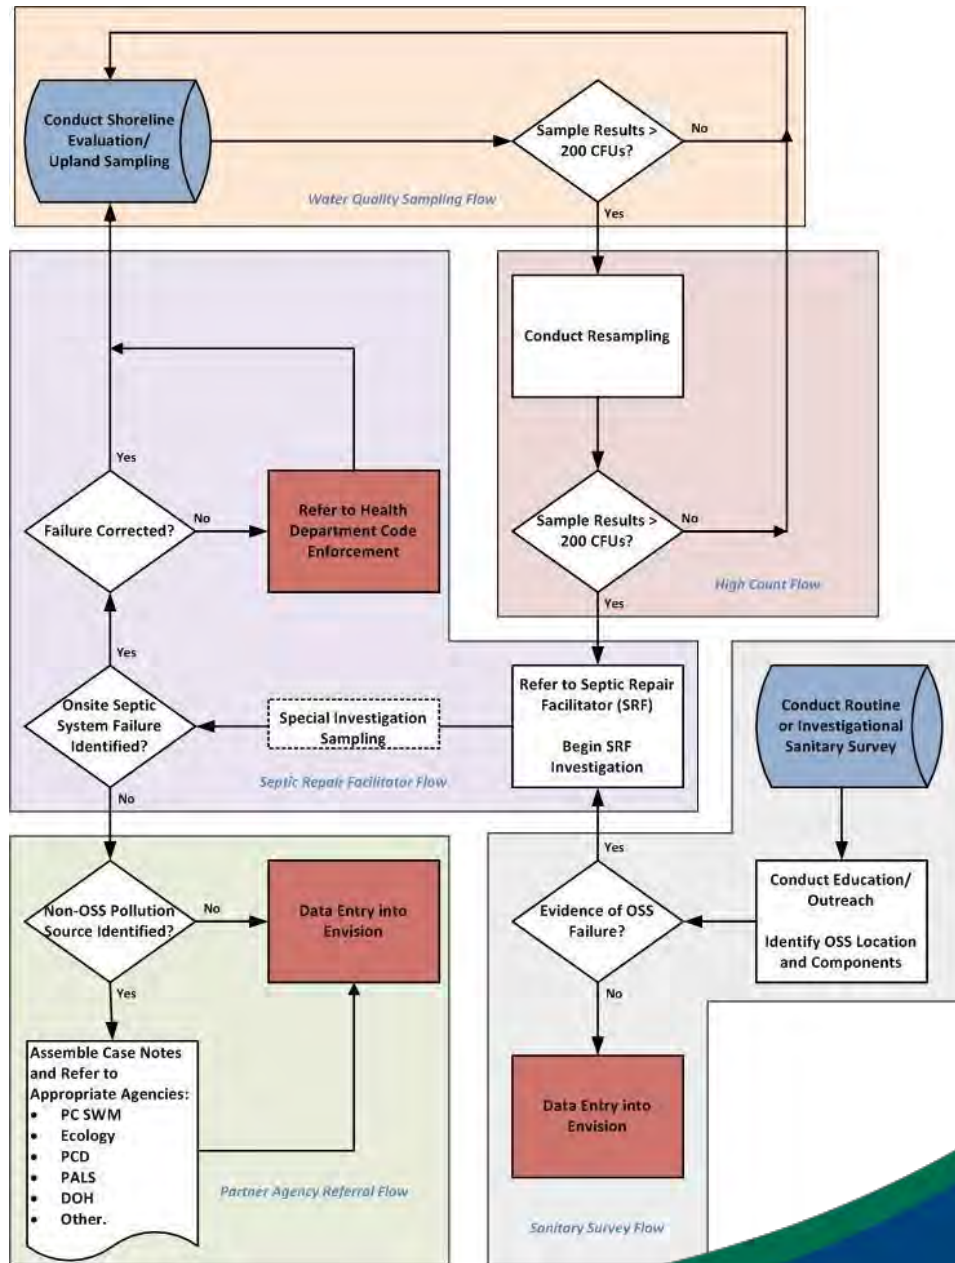 Conduct Shoreline
Evaluation/
Upland Sampling
Sample Results >
200 CFUs?
No
Water Quality Sampling Flow
Yes
Conduct Resampling
Yes
Failure Corrected?
No
Refer to Health
Department Code
Enforcement
Sample Results >
200 CFUs?
No
High Count Flow
Yes
Yes
Onsite Septic
System Failure
Identified?
Special Investigation
Sampling
Refer to Septic Repair
Facilitator (SRF)
Begin SRF
Investigation
Conduct Routine
or Investigational
Sanitary Survey
Septic Repair Facilitator Flow
No
Yes
Non-OSS Pollution
Source Identified?
No
Data Entry into
Envision
Evidence of OSS
Failure?
Conduct Education/
Outreach
Identify OSS Location
and Components
Yes
No
Assemble Case Notes
and Refer to
Appropriate Agencies:
• PC SWM
• Ecology
• PCD
• PALS
• DOH
• Other.
Partner Agency Referral Flow
Data Entry into
Envision
Sanitary Survey Flow